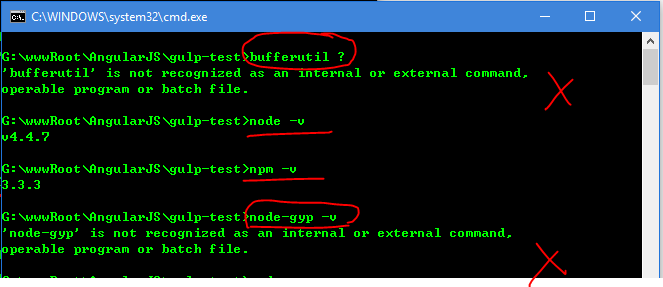 C:\WINDOWS\system32\cmd.exe
G:\wwwRoot\AngularJS\gulp-test>bufferutil ?
'bufferutil' is not recognized as an internal or external command,
operable program or batch file.
G:\wwwRoot\AngularJS\gulp-test>node -v
v4.4.7
G:\wwwRoot\AngularJS\gulp-test>npm -v
3.3.3
G:\wwwRoot\AngularJS\gulp-test>node-gyp -v
'node-gyp' is not recognized as an internal or external command,
operable program or batch file.